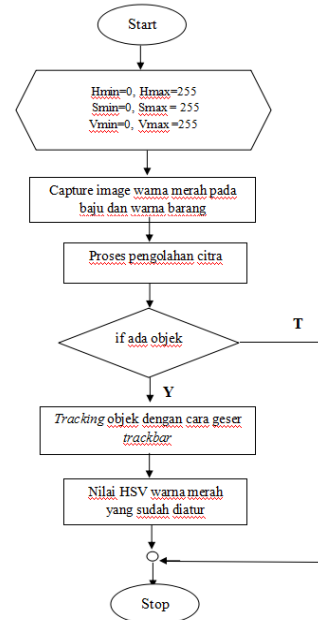 Start
Hmin=0, Hmax=255
Smin=0, Smax = 255
Vmin=0, Vmax=255
Capture image warna merah pada
baju dan warna barang
Proses pengolahan citra
if ada objek
T
Y
Tracking objek dengan cara geser
trackbar
Nilai HSV warna merah
yang sudah diatur
Stop